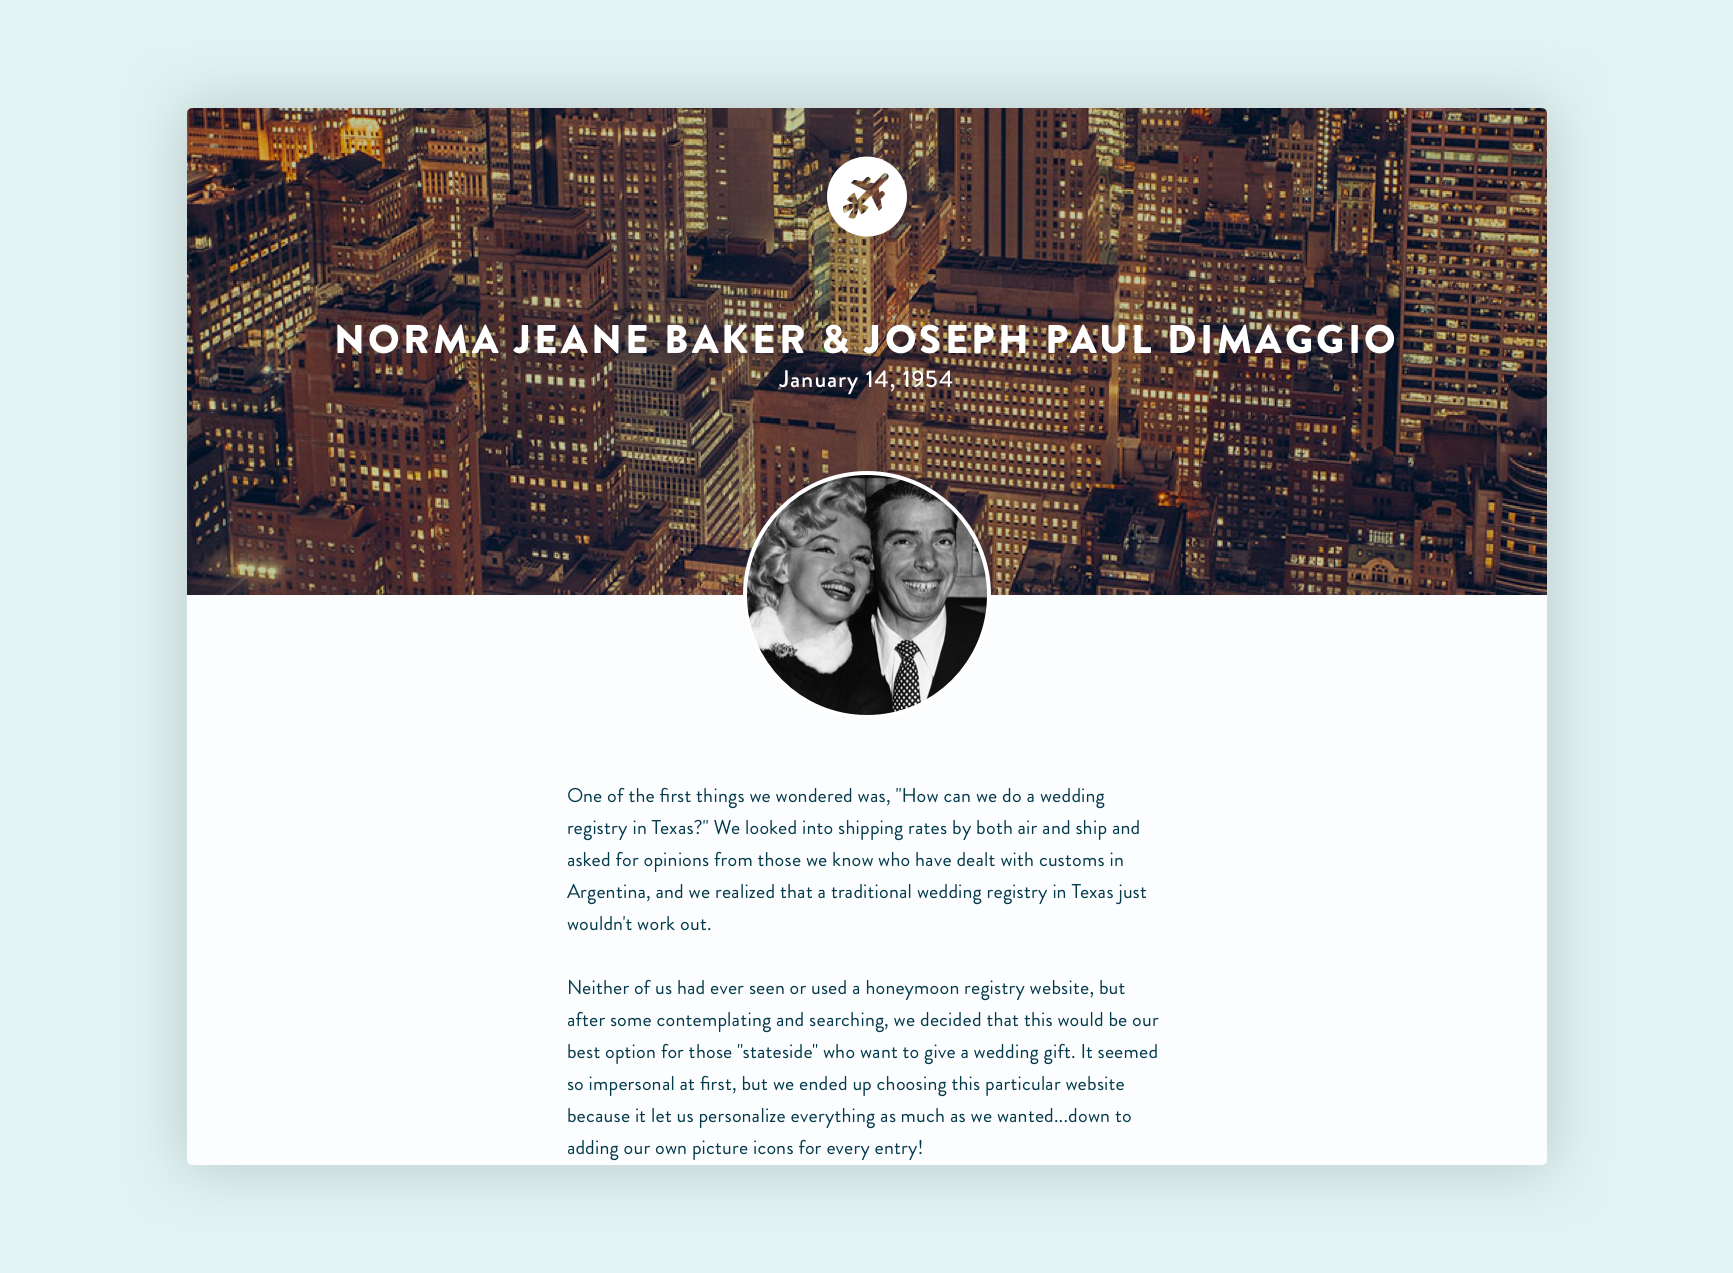 NORMA JEANE BAKER & JOSEPH PAUL DIMAGGIO
January 14, 1954
One of the first things we wondered was, "How can we do a wedding
registry in Texas?" We looked into shipping rates by both air and ship and
asked for opinions from those we know who have dealt with customs in
Argentina, and we realized that a traditional wedding registry in Texas just
wouldn't work out.
Neither of us had ever seen or used a honeymoon registry website, but
after some contemplating and searching, we decided that this would be our
best option for those "stateside" who want to give a wedding gift. It seemed
so impersonal at first, but we ended up choosing this particular website
because it let us personalize everything as much as we wanted...down to
adding our own picture icons for every entry!